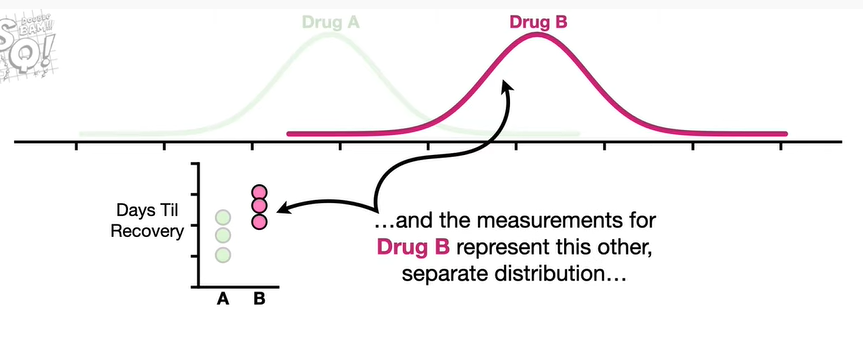 Drug A
Drug B
Days Til
Recovery
A
B
…and the measurements for
Drug B represent this other,
separate distribution…